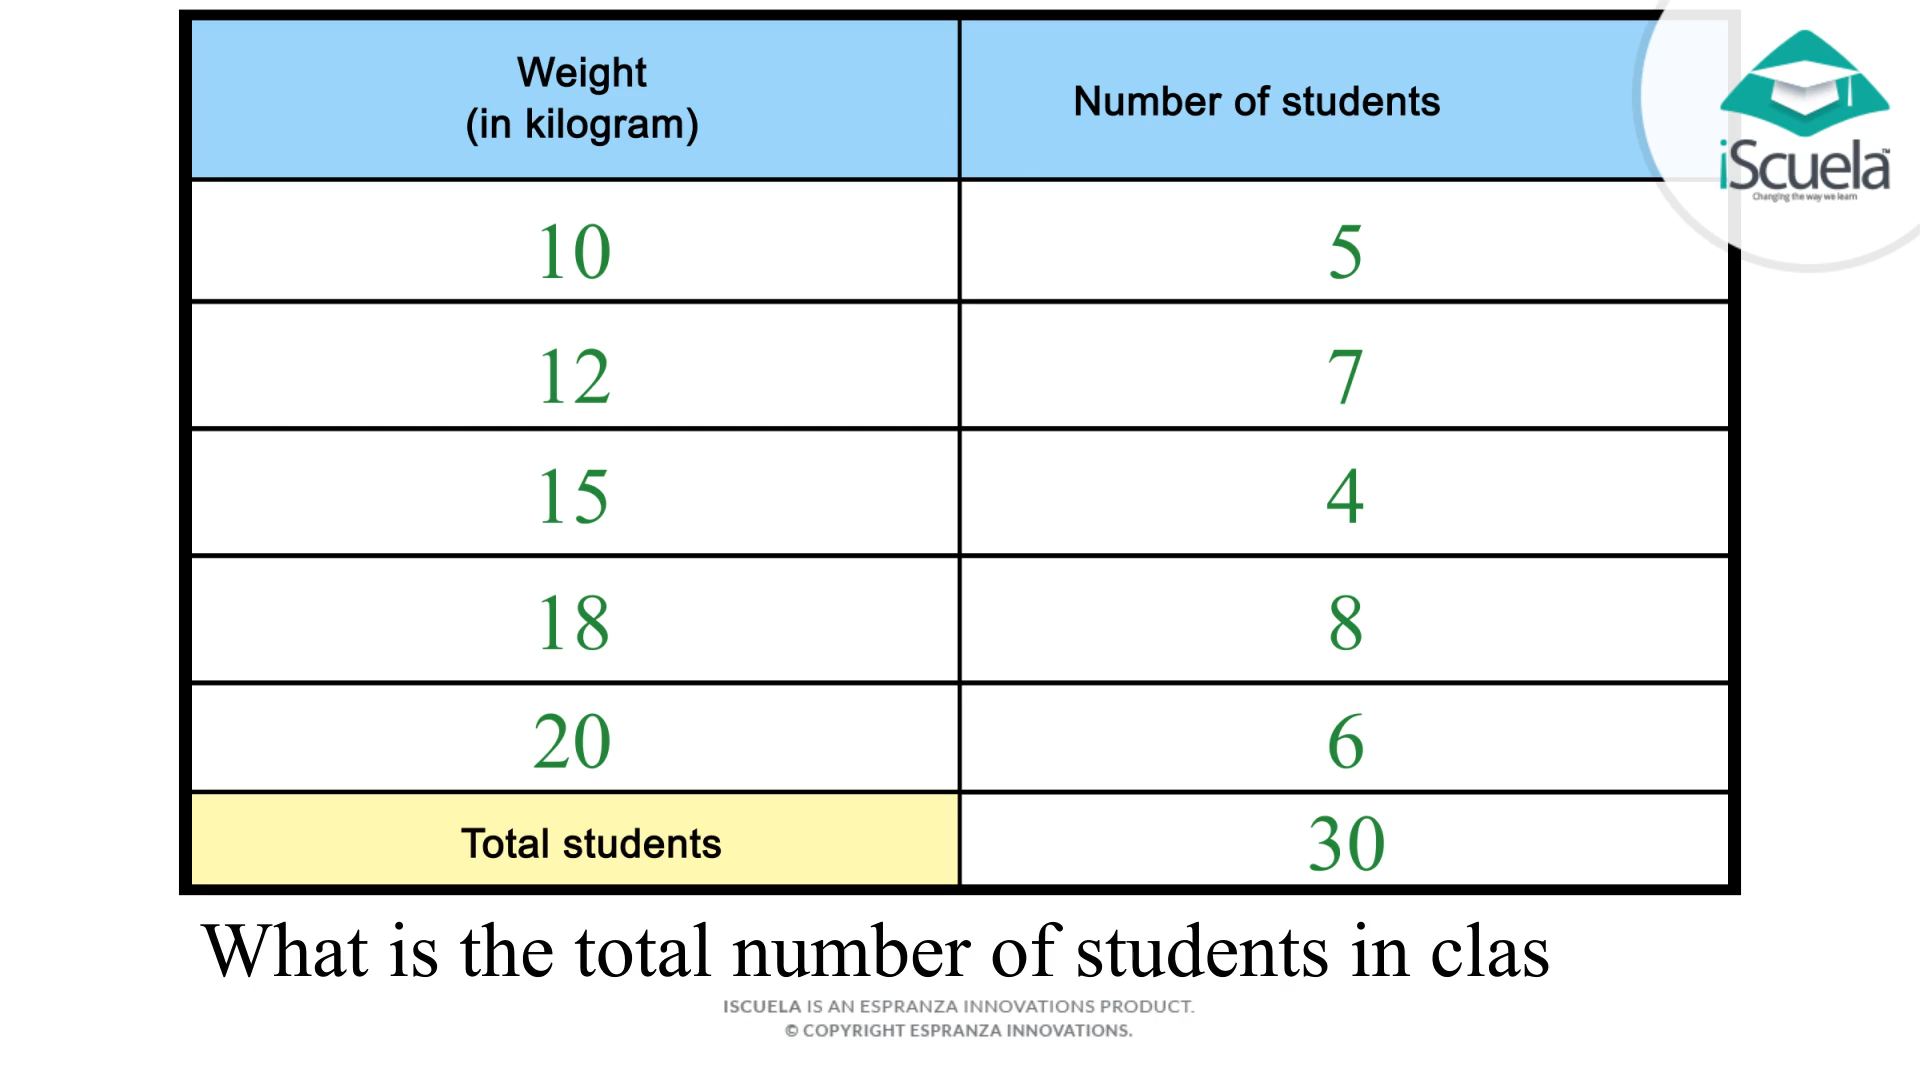 Weight
(in kilogram)
Number of students
iScuela™
Changing the way we learn
10 5
12 7
15 4
18 8
20 6
Total students 30
What is the total number of students in clas
ISCUELA IS AN ESPRANZA INNOVATIONS PRODUCT.
© COPYRIGHT ESPRANZA INNOVATIONS.